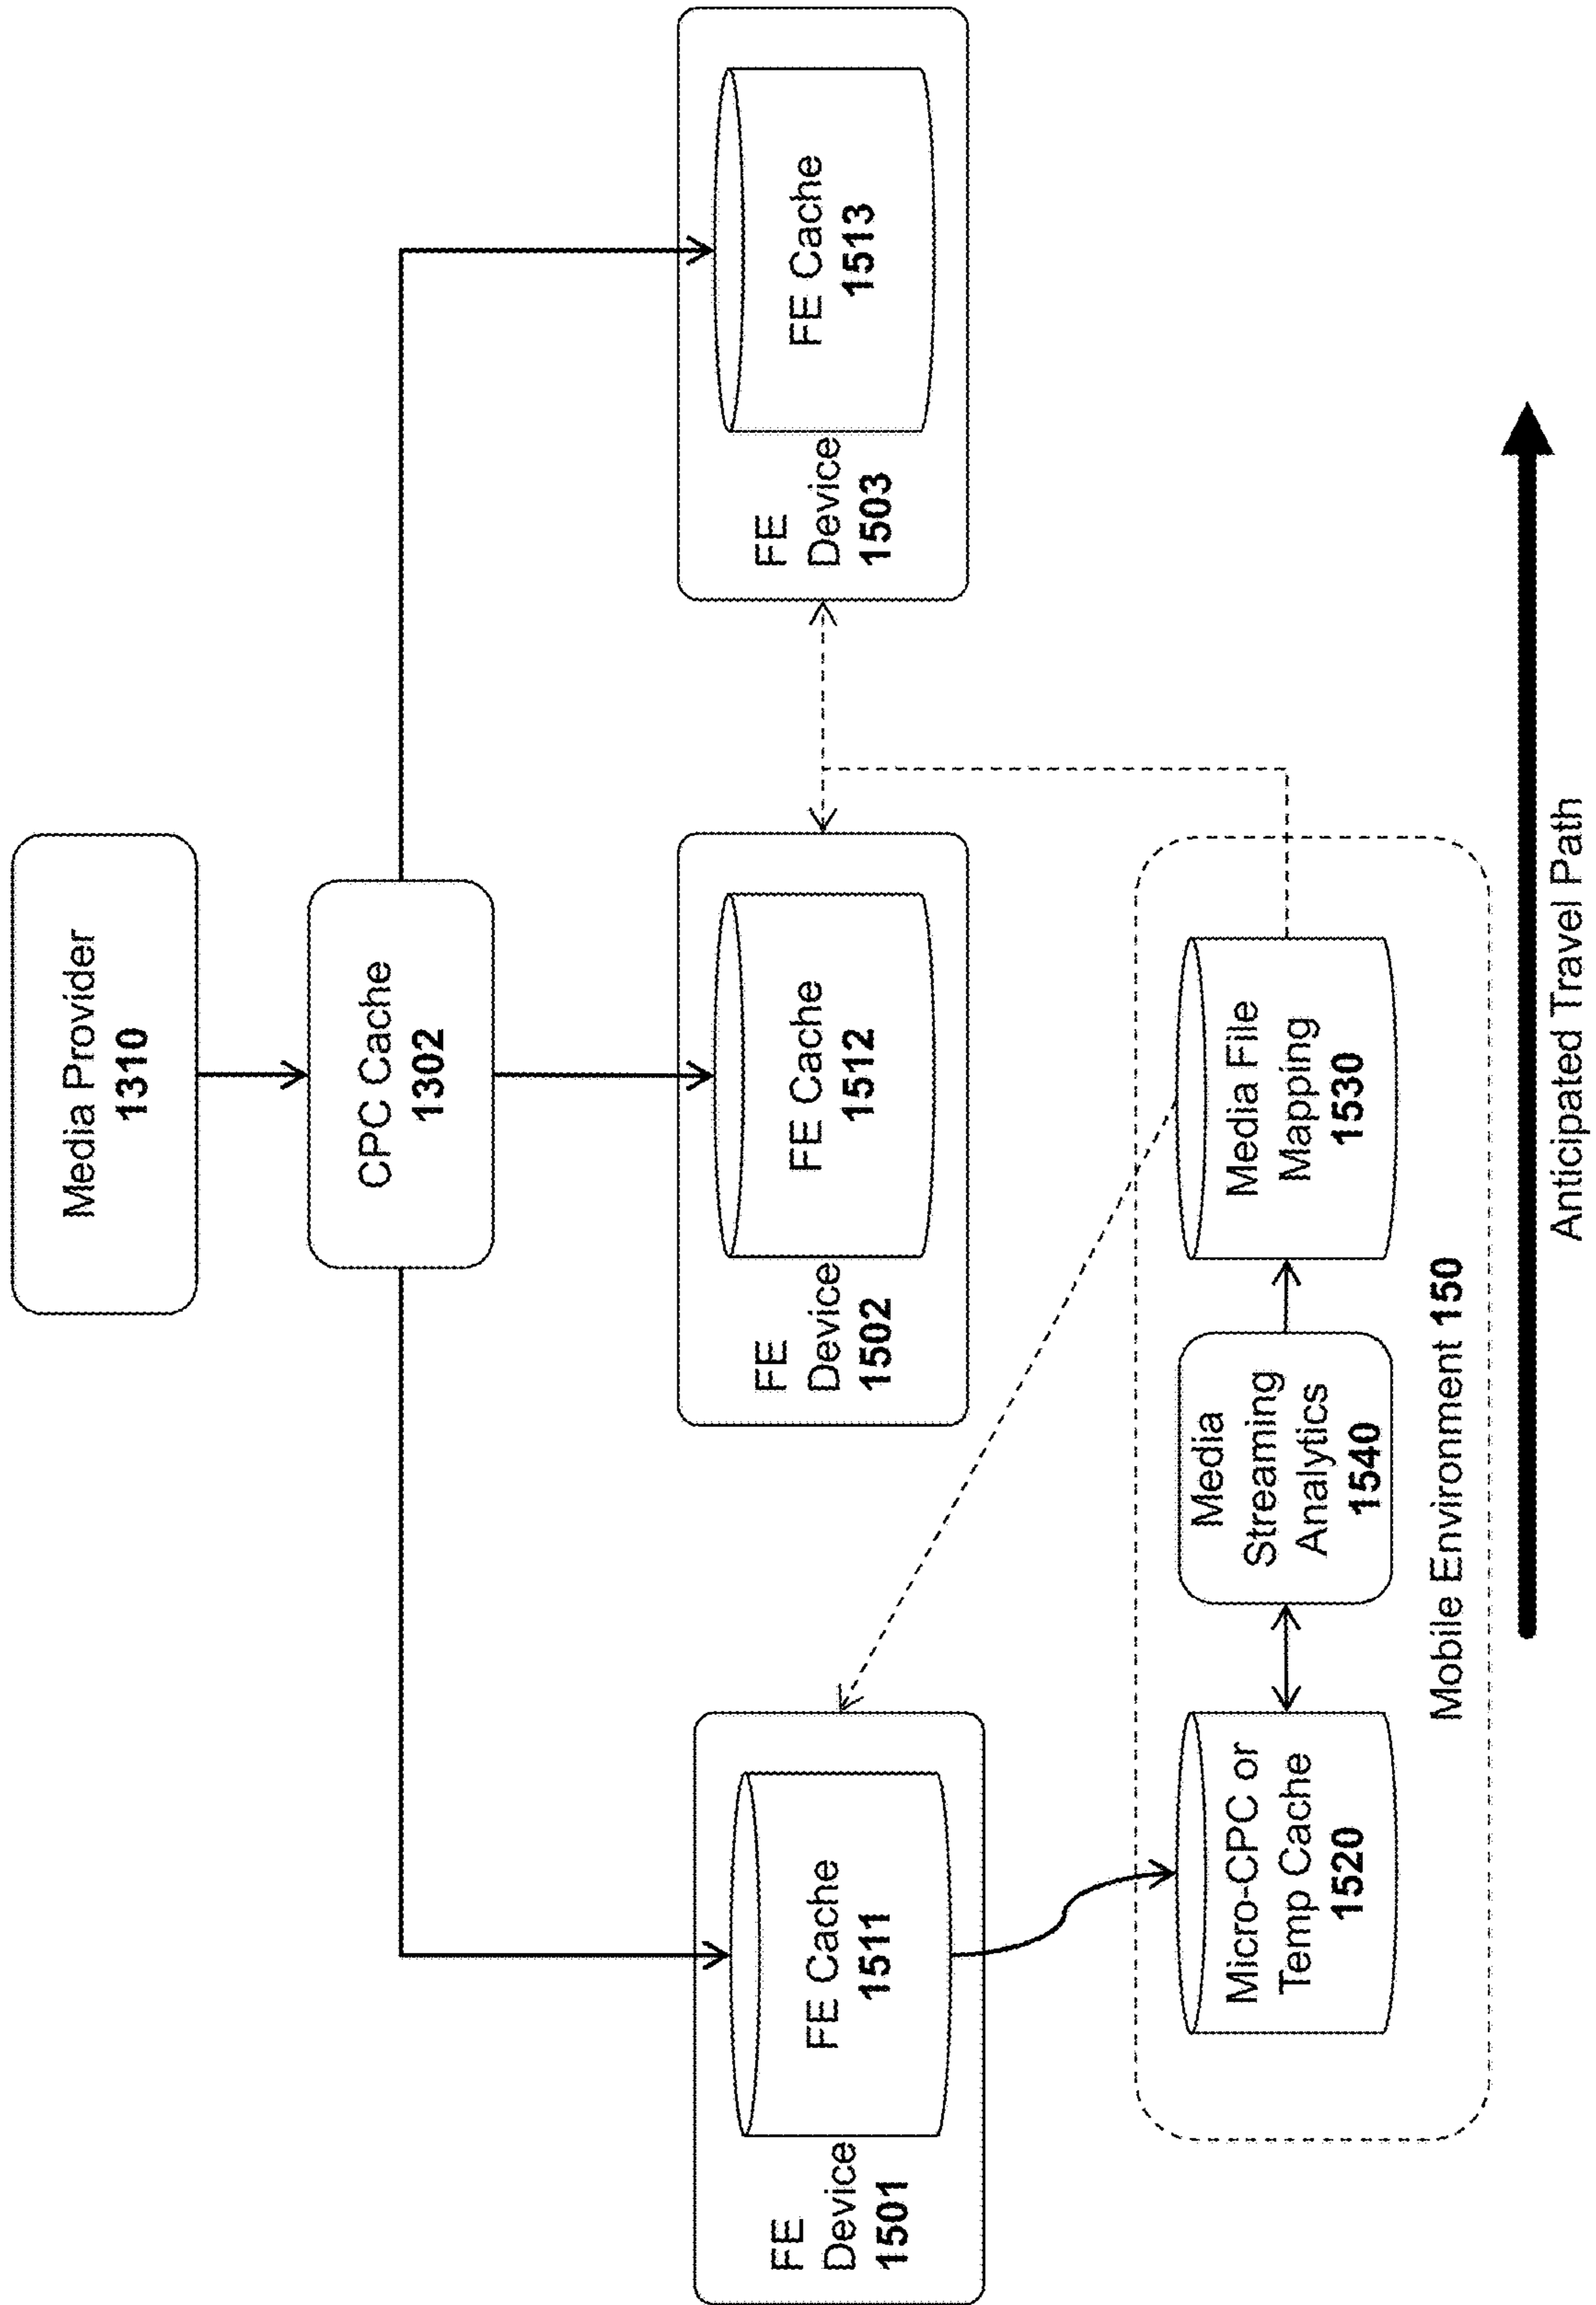 Media Provider
1310
CPC Cache
1302
FE
Device
1501
FE Cache
1511
FE
Device
1502
FE Cache
1512
FE
Device
1503
FE Cache
1513
Micro-CPC or
Temp Cache
1520
Media
Streaming
Analytics
1540
Media File
Mapping
1530
Mobile Environment 150
Anticipated Travel Path